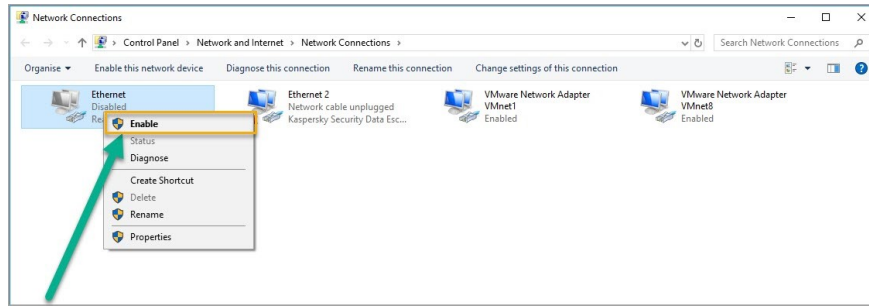 Network Connections
Control Panel > Network and Internet > Network Connections >
Search Network Connections
Organise
Enable this network device
Diagnose this connection
Rename this connection
Change settings of this connection
Ethernet
Disabled
Ethernet 2
Network cable unplugged
Kaspersky Security Data Esc...
VMware Network Adapter
VMnet1
Enabled
VMware Network Adapter
VMnet8
Enabled
Enable
Status
Diagnose
Create Shortcut
Delete
Rename
Properties